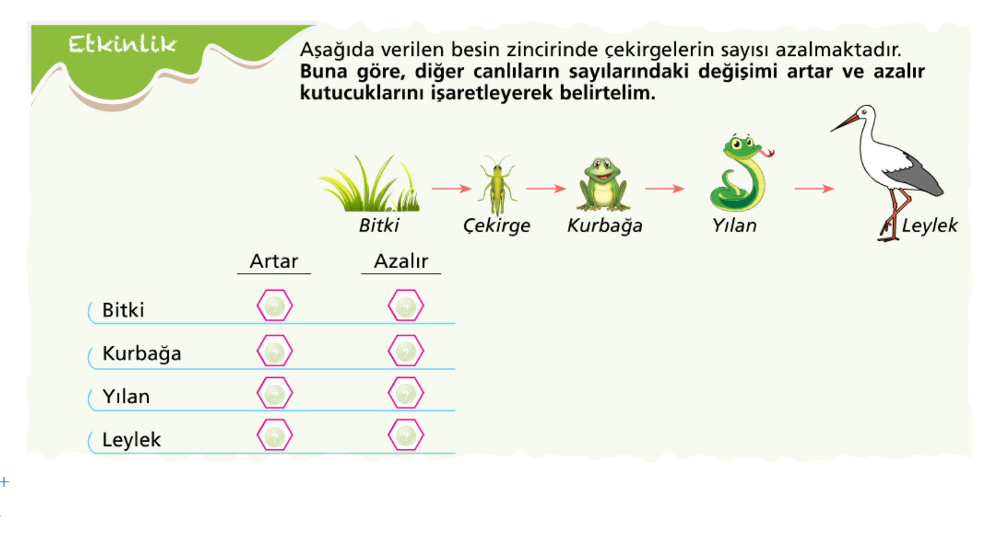 Etkinlik
Aşağıda verilen besin zincirinde çekirgelerin sayısı azalmaktadır.
Buna göre, diğer canlıların sayılarındaki değişimi artar ve azalır
kutucuklarını işaretleyerek belirtelim.
Bitki Çekirge Kurbağa Yılan Leylek
Artar Azalır
Bitki ? ?
Kurbağa ? ?
Yılan ? ?
Leylek ? ?